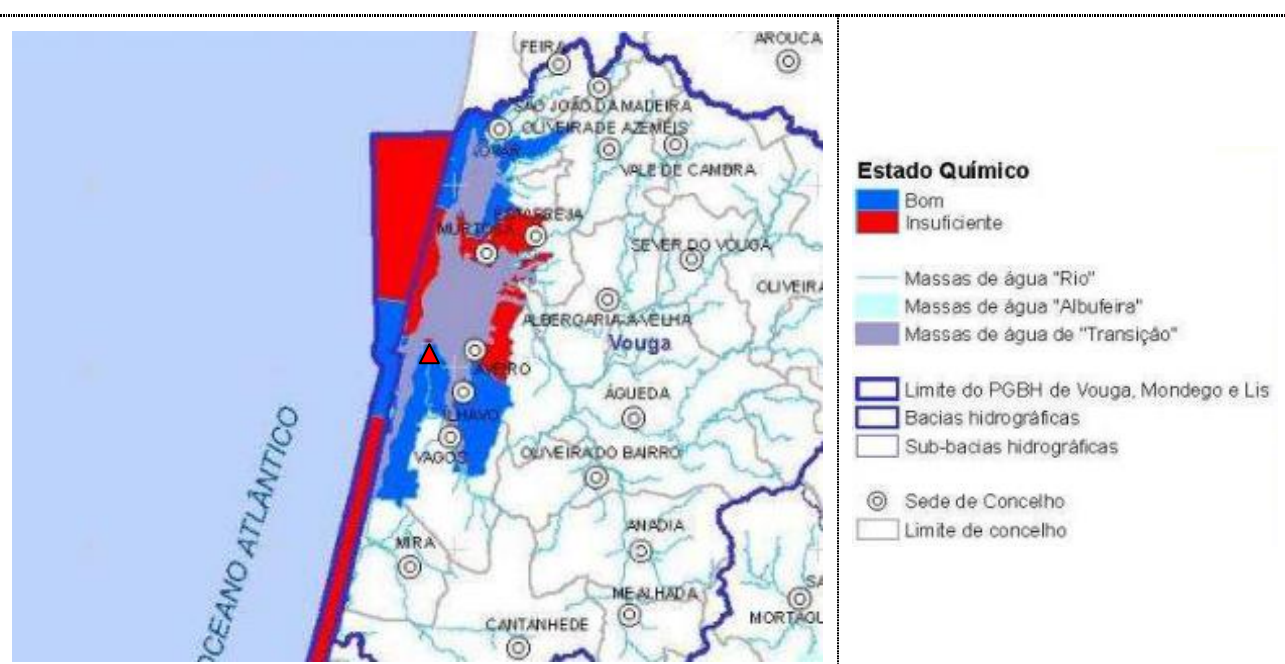 FEIRA
AROUCA
SÃO JOÃO DA MADEIRA
OLIVEIRA DE AZEMÉIS
OVAR
VALE DE CAMBRA
ESTARREJA
MURTOSA
SEVER DO VOUGA
OLIVEIRA
ALBERGARIA-A-VELHA
Vouga
AVEIRO
ÁGUEDA
ÍLHAVO
VAGOS
OLIVEIRA DO BAIRRO
OCEANO ATLÂNTICO
ANADIA
MIRA
SA
MEALHADA
MORTÁGU
CANTANHEDE
Estado Químico
Bom
Insuficiente
Massas de água "Rio"
Massas de água "Albufeira"
Massas de água de "Transição"
Limite do PGBH de Vouga, Mondego e Lis
Bacias hidrográficas
Sub-bacias hidrográficas
Sede de Concelho
Limite de concelho